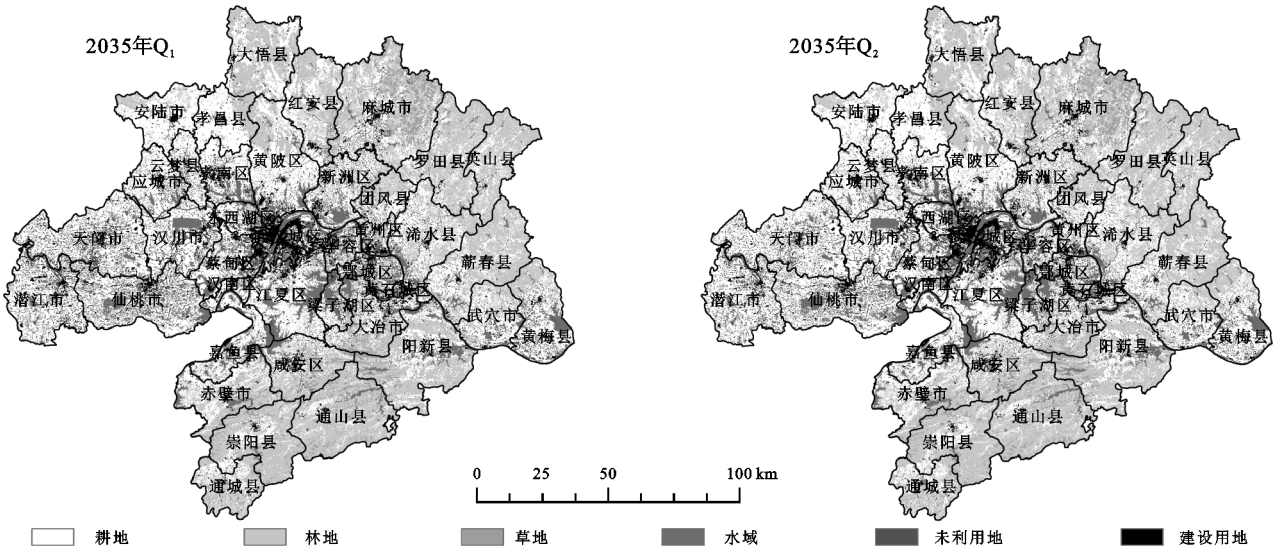 2035年Q1
大悟县
红安县
麻城市
安陆市
孝昌县
云梦县
孝南区
黄陂区
罗田县
英山县
应城市
新洲区
团风县
东西湖区
黄州区
天门市
汉川市
华容区
浠水县
蔡甸区
鄂城区
蕲春县
潜江市
仙桃市
汉南区
江夏区
梁子湖区
大冶市
武穴市
黄梅县
嘉鱼县
咸安区
阳新县
赤壁市
通山县
崇阳县
通城县
2035年Q2
大悟县
红安县
麻城市
安陆市
孝昌县
云梦县
孝南区
黄陂区
罗田县
英山县
应城市
新洲区
团风县
东西湖区
黄州区
天门市
汉川市
华容区
浠水县
蔡甸区
鄂城区
蕲春县
潜江市
仙桃市
汉南区
江夏区
梁子湖区
大冶市
武穴市
黄梅县
嘉鱼县
咸安区
阳新县
赤壁市
通山县
崇阳县
通城县
0 25 50 100 km
耕地 林地 草地 水域 未利用地 建设用地